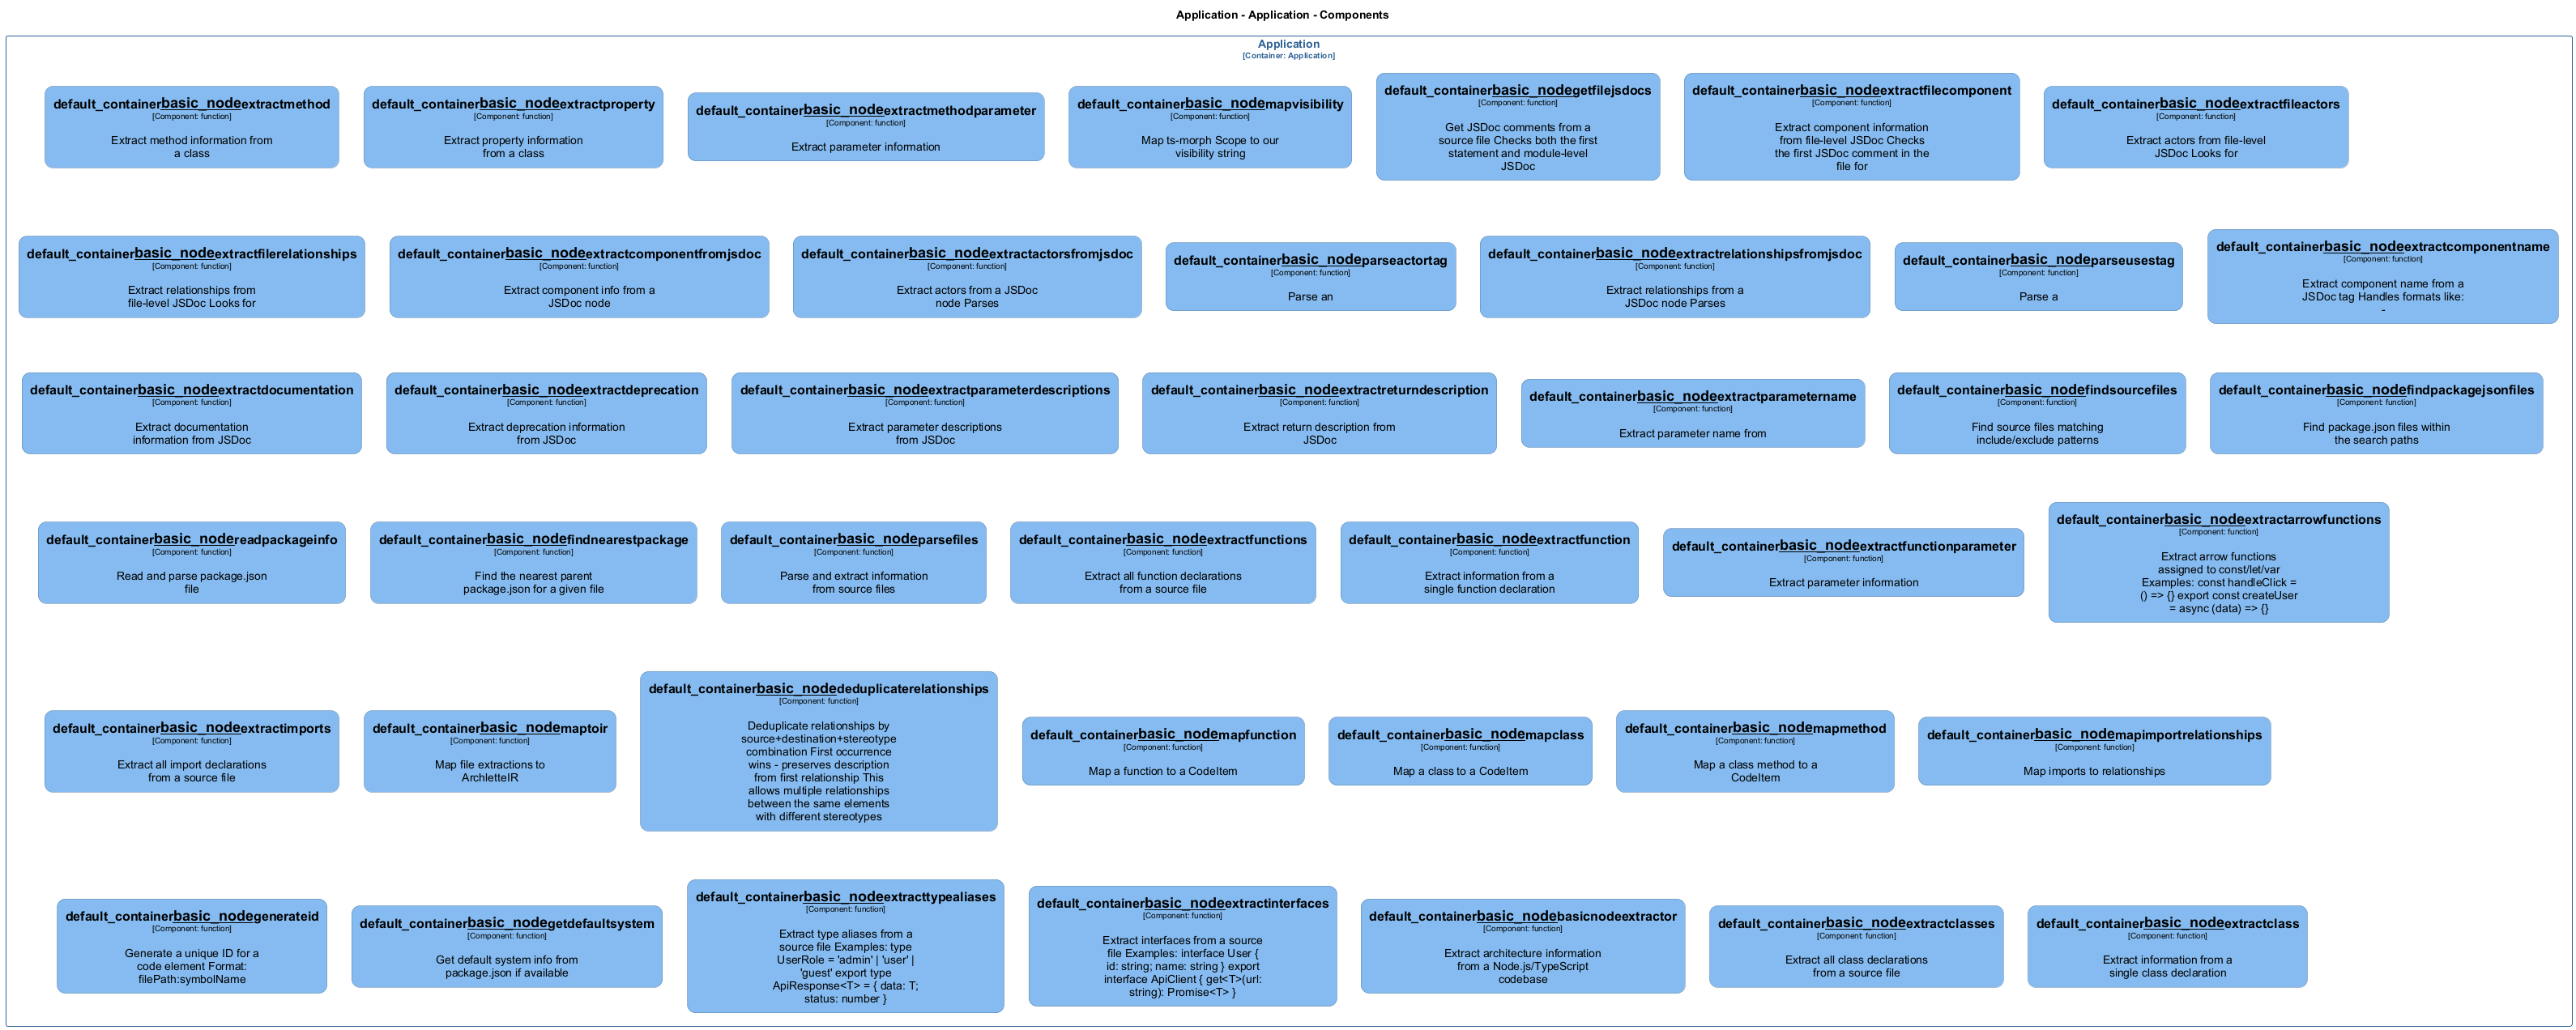 Application - Application - Components
Application
[Container: Application]
default_containerbasic_nodeextractmethod
[Component: function]
Extract method information from
a class
default_containerbasic_nodeextractproperty
[Component: function]
Extract property information
from a class
default_containerbasic_nodeextractmethodparameter
[Component: function]
Extract parameter information
default_containerbasic_nodemapvisibility
[Component: function]
Map ts-morph Scope to our
visibility string
default_containerbasic_nodegetfilejsdocs
[Component: function]
Get JSDoc comments from a
source file Checks both the first
statement and module-level
JSDoc
default_containerbasic_nodeextractfilecomponent
[Component: function]
Extract component information
from file-level JSDoc Checks
the first JSDoc comment in the
file for
default_containerbasic_nodeextractfileactors
[Component: function]
Extract actors from file-level
JSDoc Looks for
default_containerbasic_nodeextractfilerelationships
[Component: function]
Extract relationships from
file-level JSDoc Looks for
default_containerbasic_nodeextractcomponentfromjsdoc
[Component: function]
Extract component info from a
JSDoc node
default_containerbasic_nodeextractactorsfromjsdoc
[Component: function]
Extract actors from a JSDoc
node Parses
default_containerbasic_nodeparseactortag
[Component: function]
Parse an
default_containerbasic_nodeextractrelationshipsfromjsdoc
[Component: function]
Extract relationships from a
JSDoc node Parses
default_containerbasic_nodeparseusestag
[Component: function]
Parse a
default_containerbasic_nodeextractcomponentname
[Component: function]
Extract component name from a
JSDoc tag Handles formats like:
-
default_containerbasic_nodeextractdocumentation
[Component: function]
Extract documentation
information from JSDoc
default_containerbasic_nodeextractdeprecation
[Component: function]
Extract deprecation information
from JSDoc
default_containerbasic_nodeextractparameterdescriptions
[Component: function]
Extract parameter descriptions
from JSDoc
default_containerbasic_nodeextractreturndescription
[Component: function]
Extract return description from
JSDoc
default_containerbasic_nodeextractparametername
[Component: function]
Extract parameter name from
default_containerbasic_nodefindsourcefiles
[Component: function]
Find source files matching
include/exclude patterns
default_containerbasic_nodefindpackagejsonfiles
[Component: function]
Find package.json files within
the search paths
default_containerbasic_nodereadpackageinfo
[Component: function]
Read and parse package.json
file
default_containerbasic_nodefindnearestpackage
[Component: function]
Find the nearest parent
package.json for a given file
default_containerbasic_nodeparsefiles
[Component: function]
Parse and extract information
from source files
default_containerbasic_nodeextractfunctions
[Component: function]
Extract all function declarations
from a source file
default_containerbasic_nodeextractfunction
[Component: function]
Extract information from a
single function declaration
default_containerbasic_nodeextractfunctionparameter
[Component: function]
Extract parameter information
default_containerbasic_nodeextractarrowfunctions
[Component: function]
Extract arrow functions
assigned to const/let/var
Examples: const handleClick =
() => {} export const createUser
= async (data) => {}
default_containerbasic_nodeextractimports
[Component: function]
Extract all import declarations
from a source file
default_containerbasic_nodemaptoir
[Component: function]
Map file extractions to
ArchletteIR
default_containerbasic_nodededuplicaterelationships
[Component: function]
Deduplicate relationships by
source+destination+stereotype
combination First occurrence
wins - preserves description
from first relationship This
allows multiple relationships
between the same elements
with different stereotypes
default_containerbasic_nodemapfunction
[Component: function]
Map a function to a CodeItem
default_containerbasic_nodemapclass
[Component: function]
Map a class to a CodeItem
default_containerbasic_nodemapmethod
[Component: function]
Map a class method to a
CodeItem
default_containerbasic_nodemapimportrelationships
[Component: function]
Map imports to relationships
default_containerbasic_nodegenerateid
[Component: function]
Generate a unique ID for a
code element Format:
filePath:symbolName
default_containerbasic_nodegetdefaultsystem
[Component: function]
Get default system info from
package.json if available
default_containerbasic_nodeextracttypealiases
[Component: function]
Extract type aliases from a
source file Examples: type
UserRole = 'admin' | 'user' |
'guest' export type
ApiResponse<T> = { data: T;
status: number }
default_containerbasic_nodeextractinterfaces
[Component: function]
Extract interfaces from a source
file Examples: interface User {
id: string; name: string } export
interface ApiClient { get<T>(url:
string): Promise<T> }
default_containerbasic_nodebasicnodeextractor
[Component: function]
Extract architecture information
from a Node.js/TypeScript
codebase
default_containerbasic_nodeextractclasses
[Component: function]
Extract all class declarations
from a source file
default_containerbasic_nodeextractclass
[Component: function]
Extract information from a
single class declaration